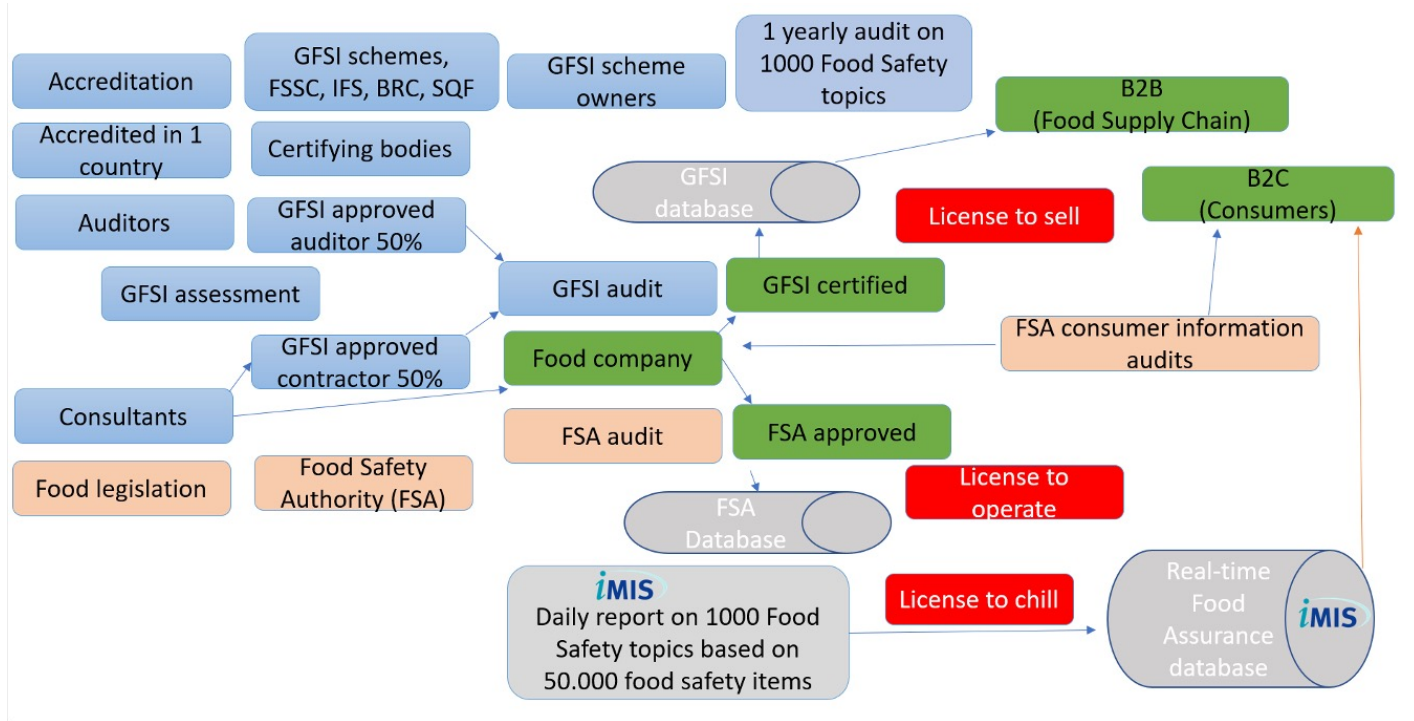 Accreditation
GFSI schemes,
FSSC, IFS, BRC, SQF
GFSI scheme
owners
1 yearly audit on
1000 Food Safety
topics
B2B
(Food Supply Chain)
Accredited in 1
country
Certifying bodies
GFSI
database
B2C
(Consumers)
Auditors
GFSI approved
auditor 50%
License to sell
GFSI assessment
GFSI audit
GFSI certified
GFSI approved
contractor 50%
Food company
FSA consumer information
audits
Consultants
FSA audit
FSA approved
Food legislation
Food Safety
Authority (FSA)
FSA
Database
License to
operate
iMIS
Daily report on 1000 Food
Safety topics based on
50.000 food safety items
License to chill
Real-time
Food
Assurance
database
iMIS